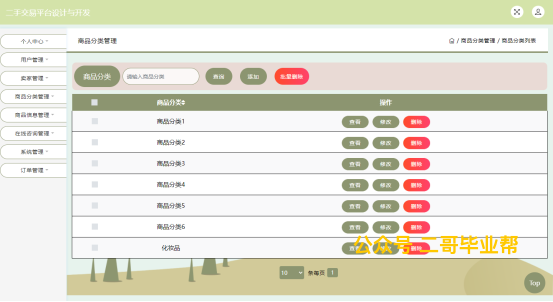 二手交易平台设计与开发
个人中心
用户管理
卖家管理
商品分类管理
商品信息管理
在线咨询管理
系统管理
订单管理
商品分类管理
/ 商品分类管理 / 商品分类列表
商品分类 请输入商品分类 查询 添加 批量删除
商品分类 操作
商品分类1 查看 修改 删除
商品分类2 查看 修改 删除
商品分类3 查看 修改 删除
商品分类4 查看 修改 删除
商品分类5 查看 修改 删除
商品分类6 查看 修改 删除
化妆品 查看 修改 删除
公众号 二哥毕业帮
10 条每页 1
Top